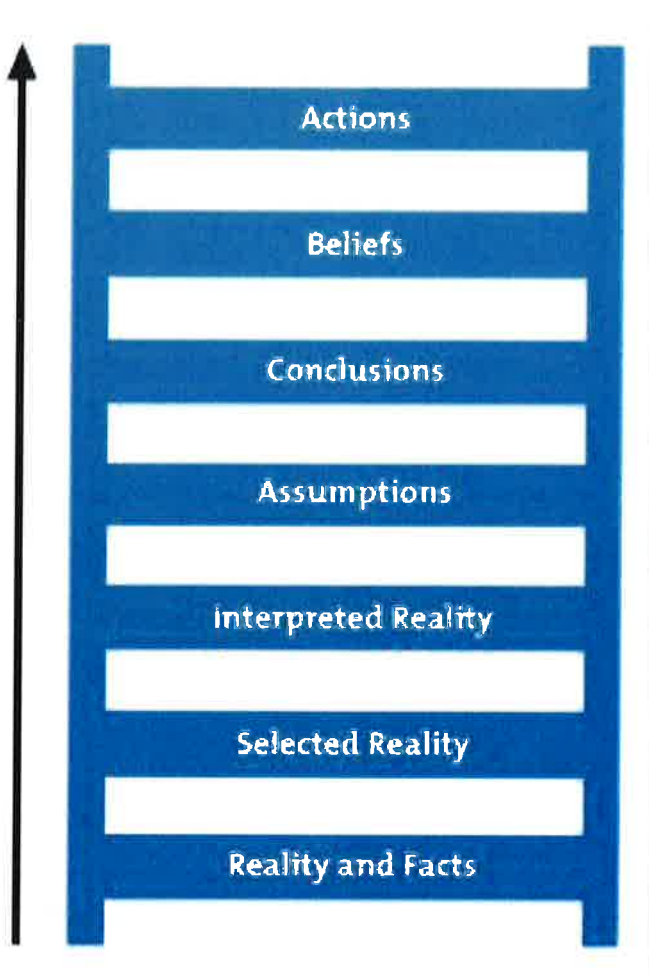 Actions
Beliefs
Conclusions
Assumptions
Interpreted Reality
Selected Reality
Reality and Facts